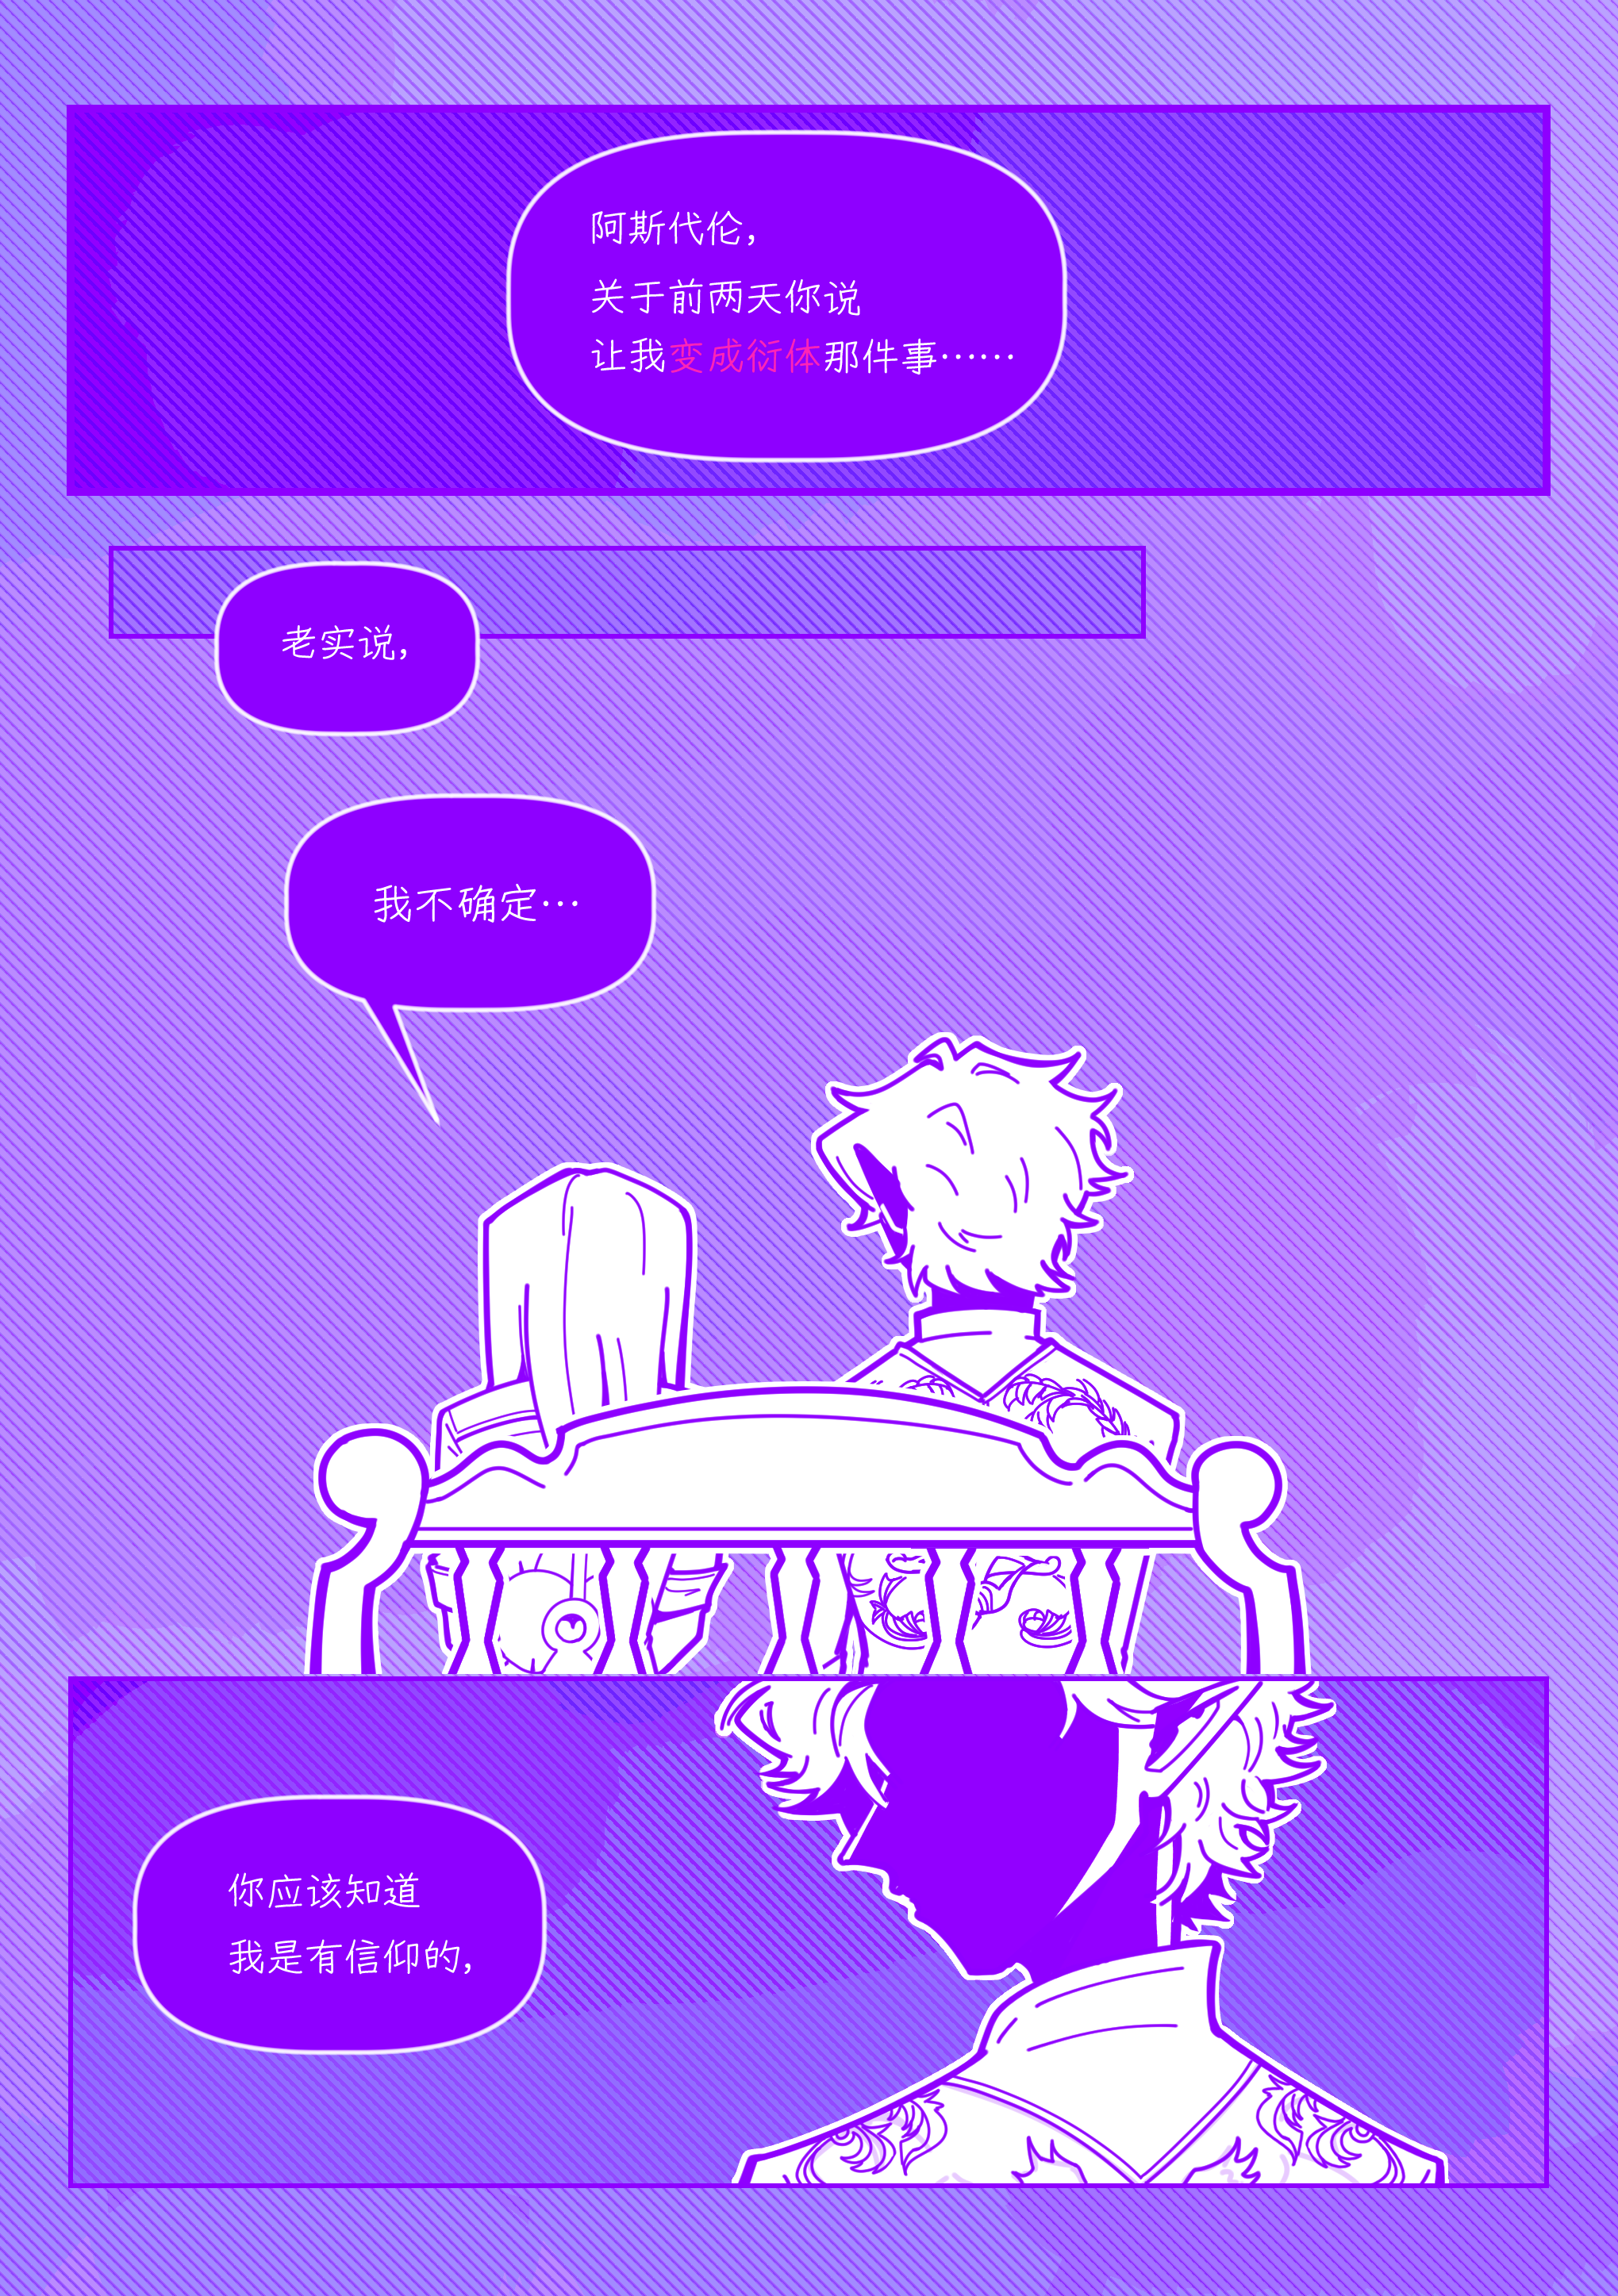 阿斯代伦，
关于前两天你说
让我变成衍体那件事……
老实说，
我不确定…
你应该知道
我是有信仰的，